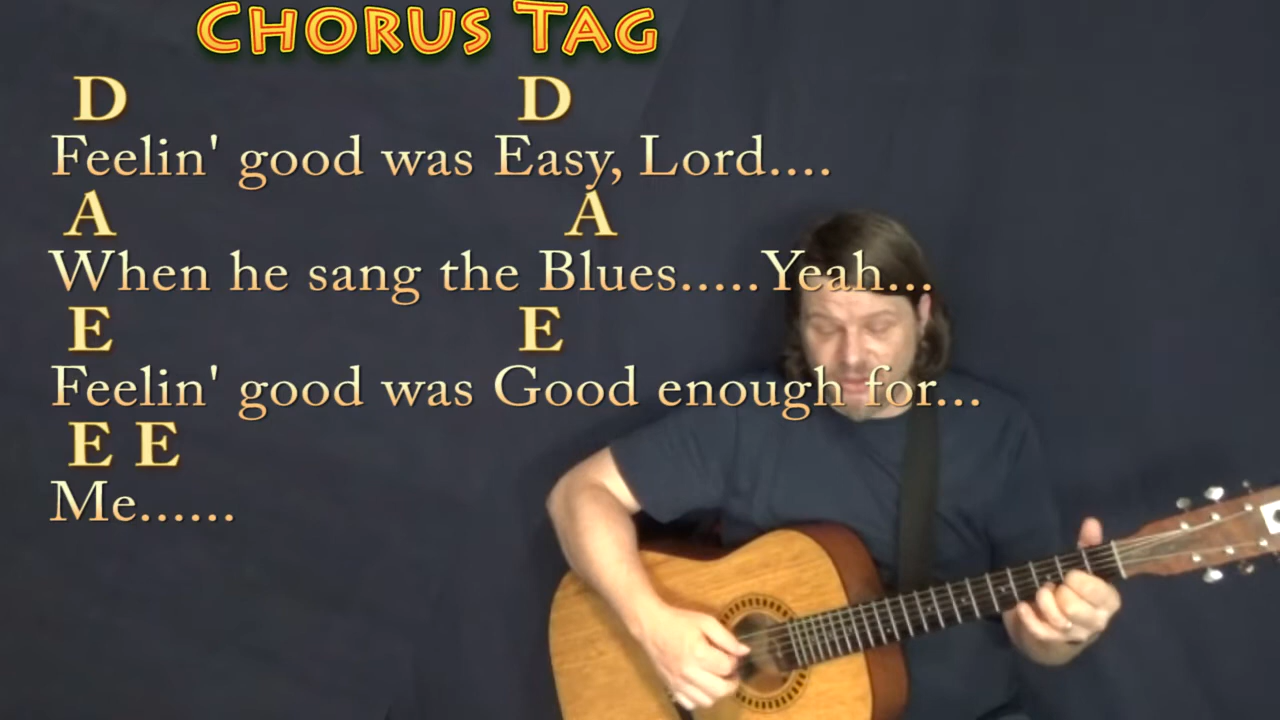 CHORUS TAG
D D
Feelin' good was Easy, Lord....
A A
When he sang the Blues.....Yeah...
E E
Feelin' good was Good enough for...
E E
Me......